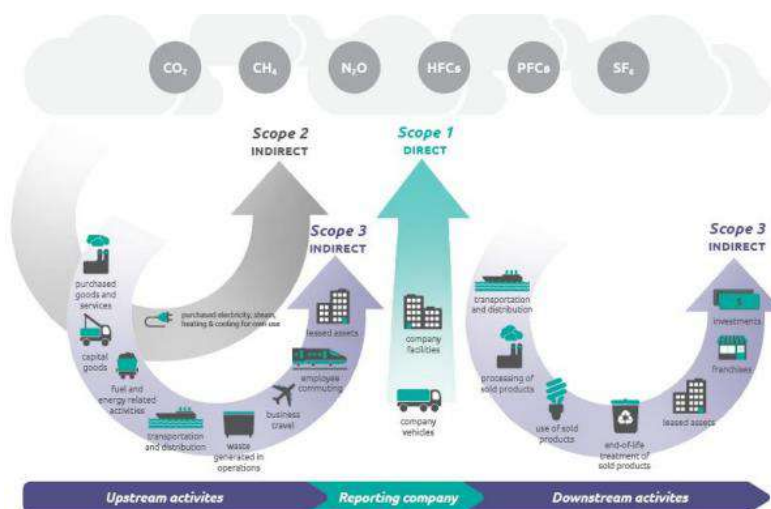 CO₂
CH₄
N₂O
HFCs
PFCs
SF₆
Scope 2
INDIRECT
Scope 1
DIRECT
Scope 3
INDIRECT
Scope 3
INDIRECT
purchased
goods and
services
capital
goods
fuel and
energy related
activities
transportation
and distribution
waste
generated in
operations
business
travel
employee
commuting
leased assets
purchased electricity, steam,
heating & cooling for own use
company
facilities
company
vehicles
transportation
and distribution
processing of
sold products
use of sold
products
end-of-life
treatment of
sold products
leased assets
franchises
investments
Upstream activites
Reporting company
Downstream activites